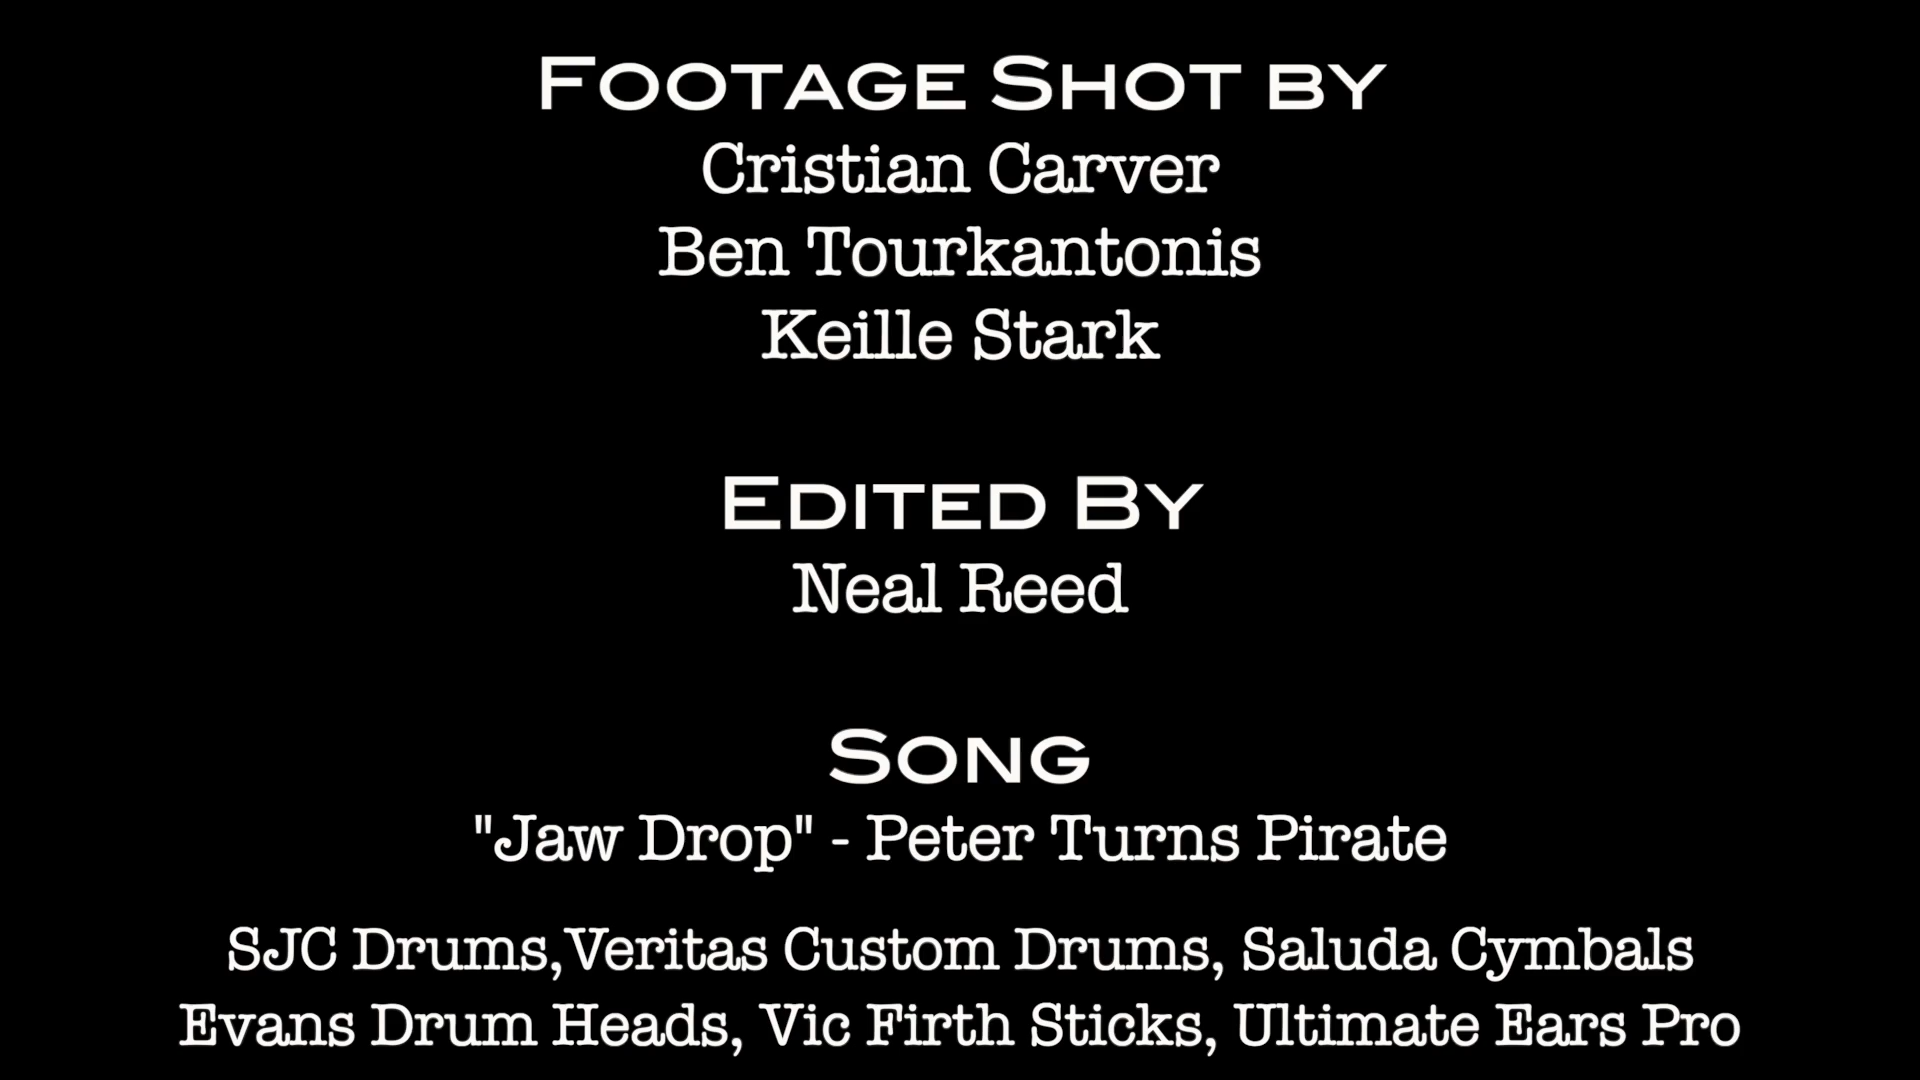 Footage Shot by
Cristian Carver
Ben Tourkantonis
Keille Stark
Edited By
Neal Reed
Song
"Jaw Drop" - Peter Turns Pirate
SJC Drums,Veritas Custom Drums, Saluda Cymbals
Evans Drum Heads, Vic Firth Sticks, Ultimate Ears Pro